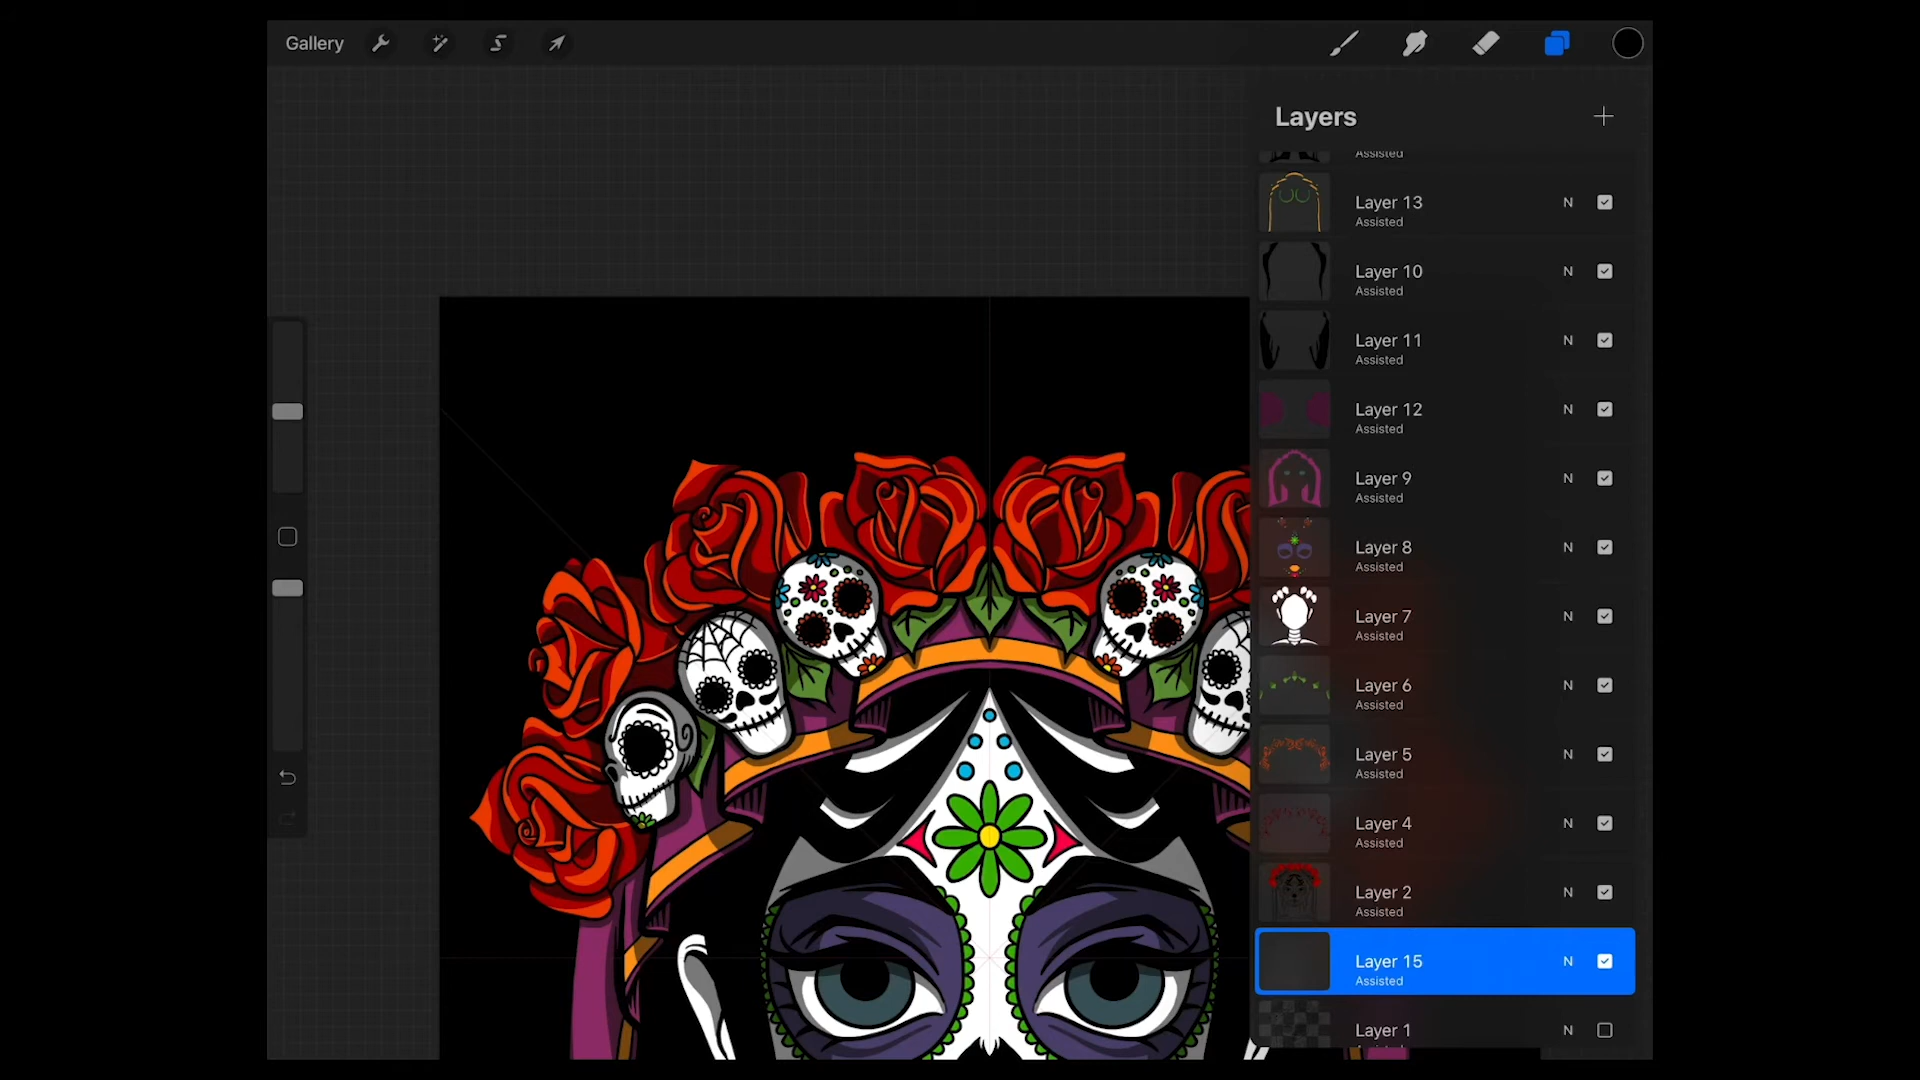 Gallery
Layers
Assisted
Layer 13 N
Assisted
Layer 10 N
Assisted
Layer 11 N
Assisted
Layer 12 N
Assisted
Layer 9 N
Assisted
Layer 8 N
Assisted
Layer 7 N
Assisted
Layer 6 N
Assisted
Layer 5 N
Assisted
Layer 4 N
Assisted
Layer 2 N
Assisted
Layer 15 N
Assisted
Layer 1 N